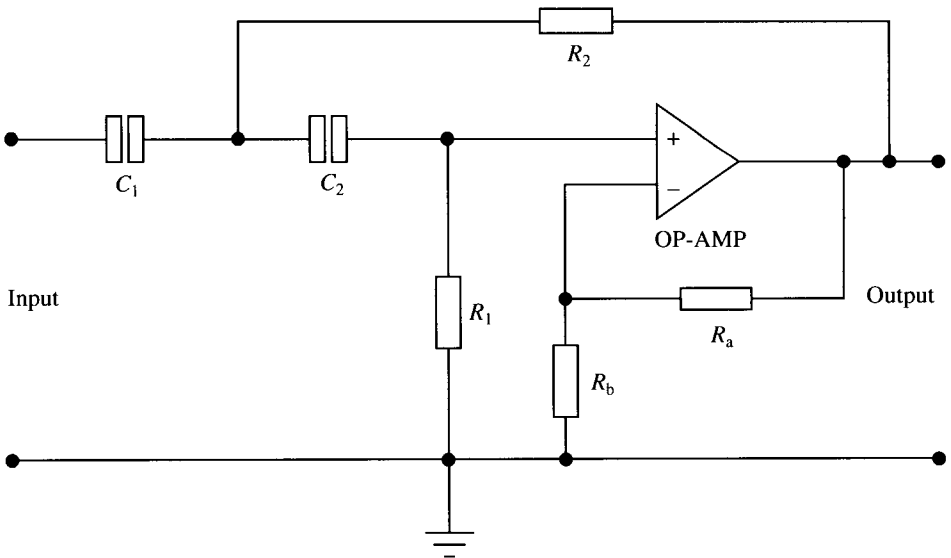 R2
C1
C2
+
−
OP-AMP
Input
Output
R1
Ra
Rb